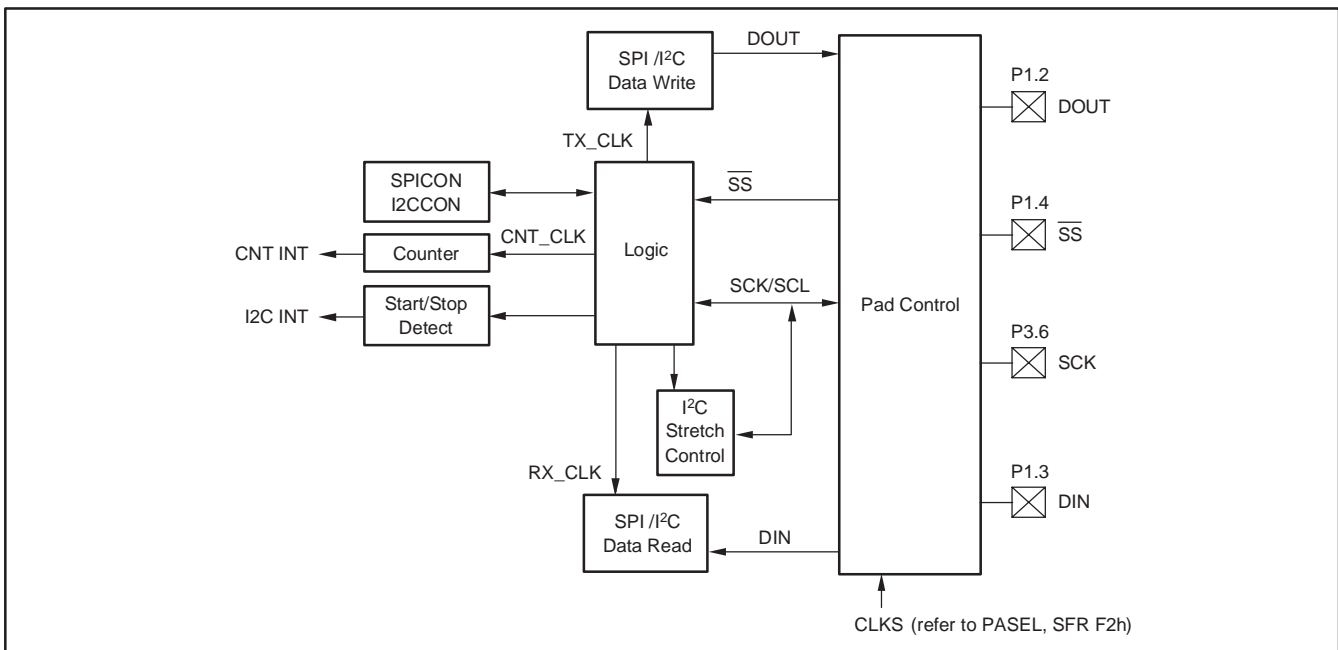 DOUT
SPI /I²C
Data Write
P1.2
DOUT
TX_CLK
SPICON
I2CCON
S̅S̅
P1.4
S̅S̅
CNT_CLK
CNT INT
Counter
Logic
SCK/SCL
Pad Control
I2C INT
Start/Stop
Detect
P3.6
SCK
I²C
Stretch
Control
RX_CLK
P1.3
DIN
SPI /I²C
Data Read
DIN
CLKS (refer to PASEL, SFR F2h)